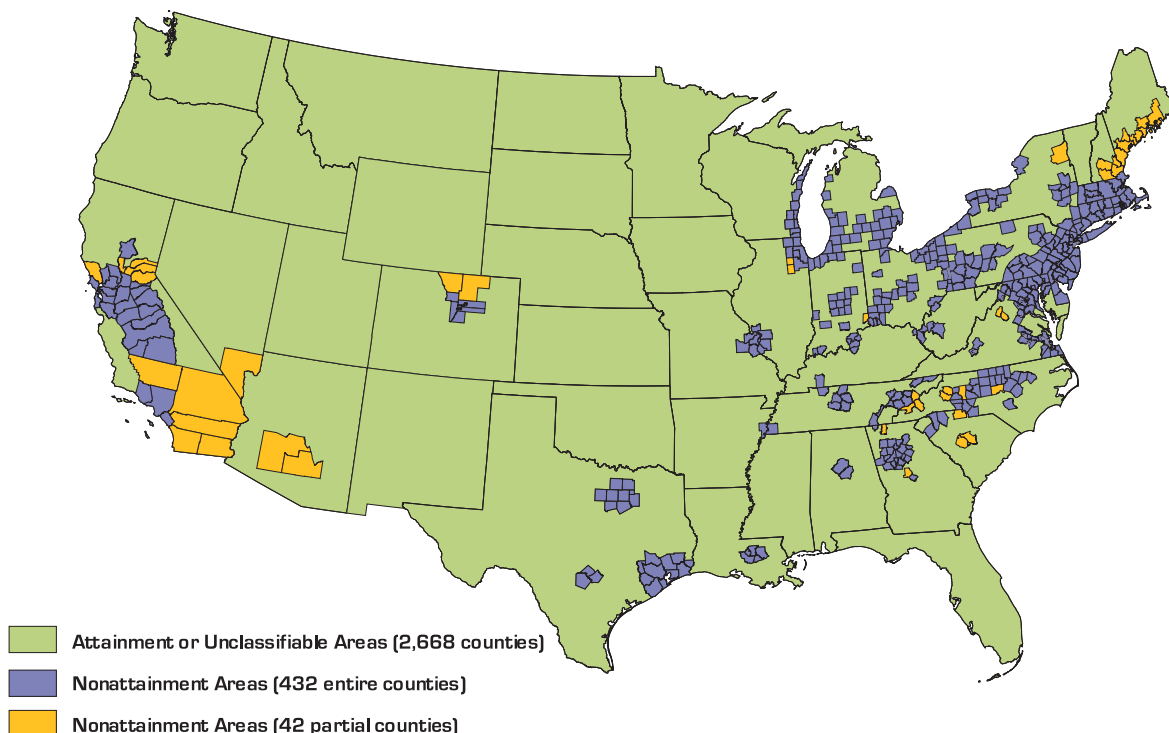 Attainment or Unclassifiable Areas (2,668 counties)
Nonattainment Areas (432 entire counties)
Nonattainment Areas (42 partial counties)